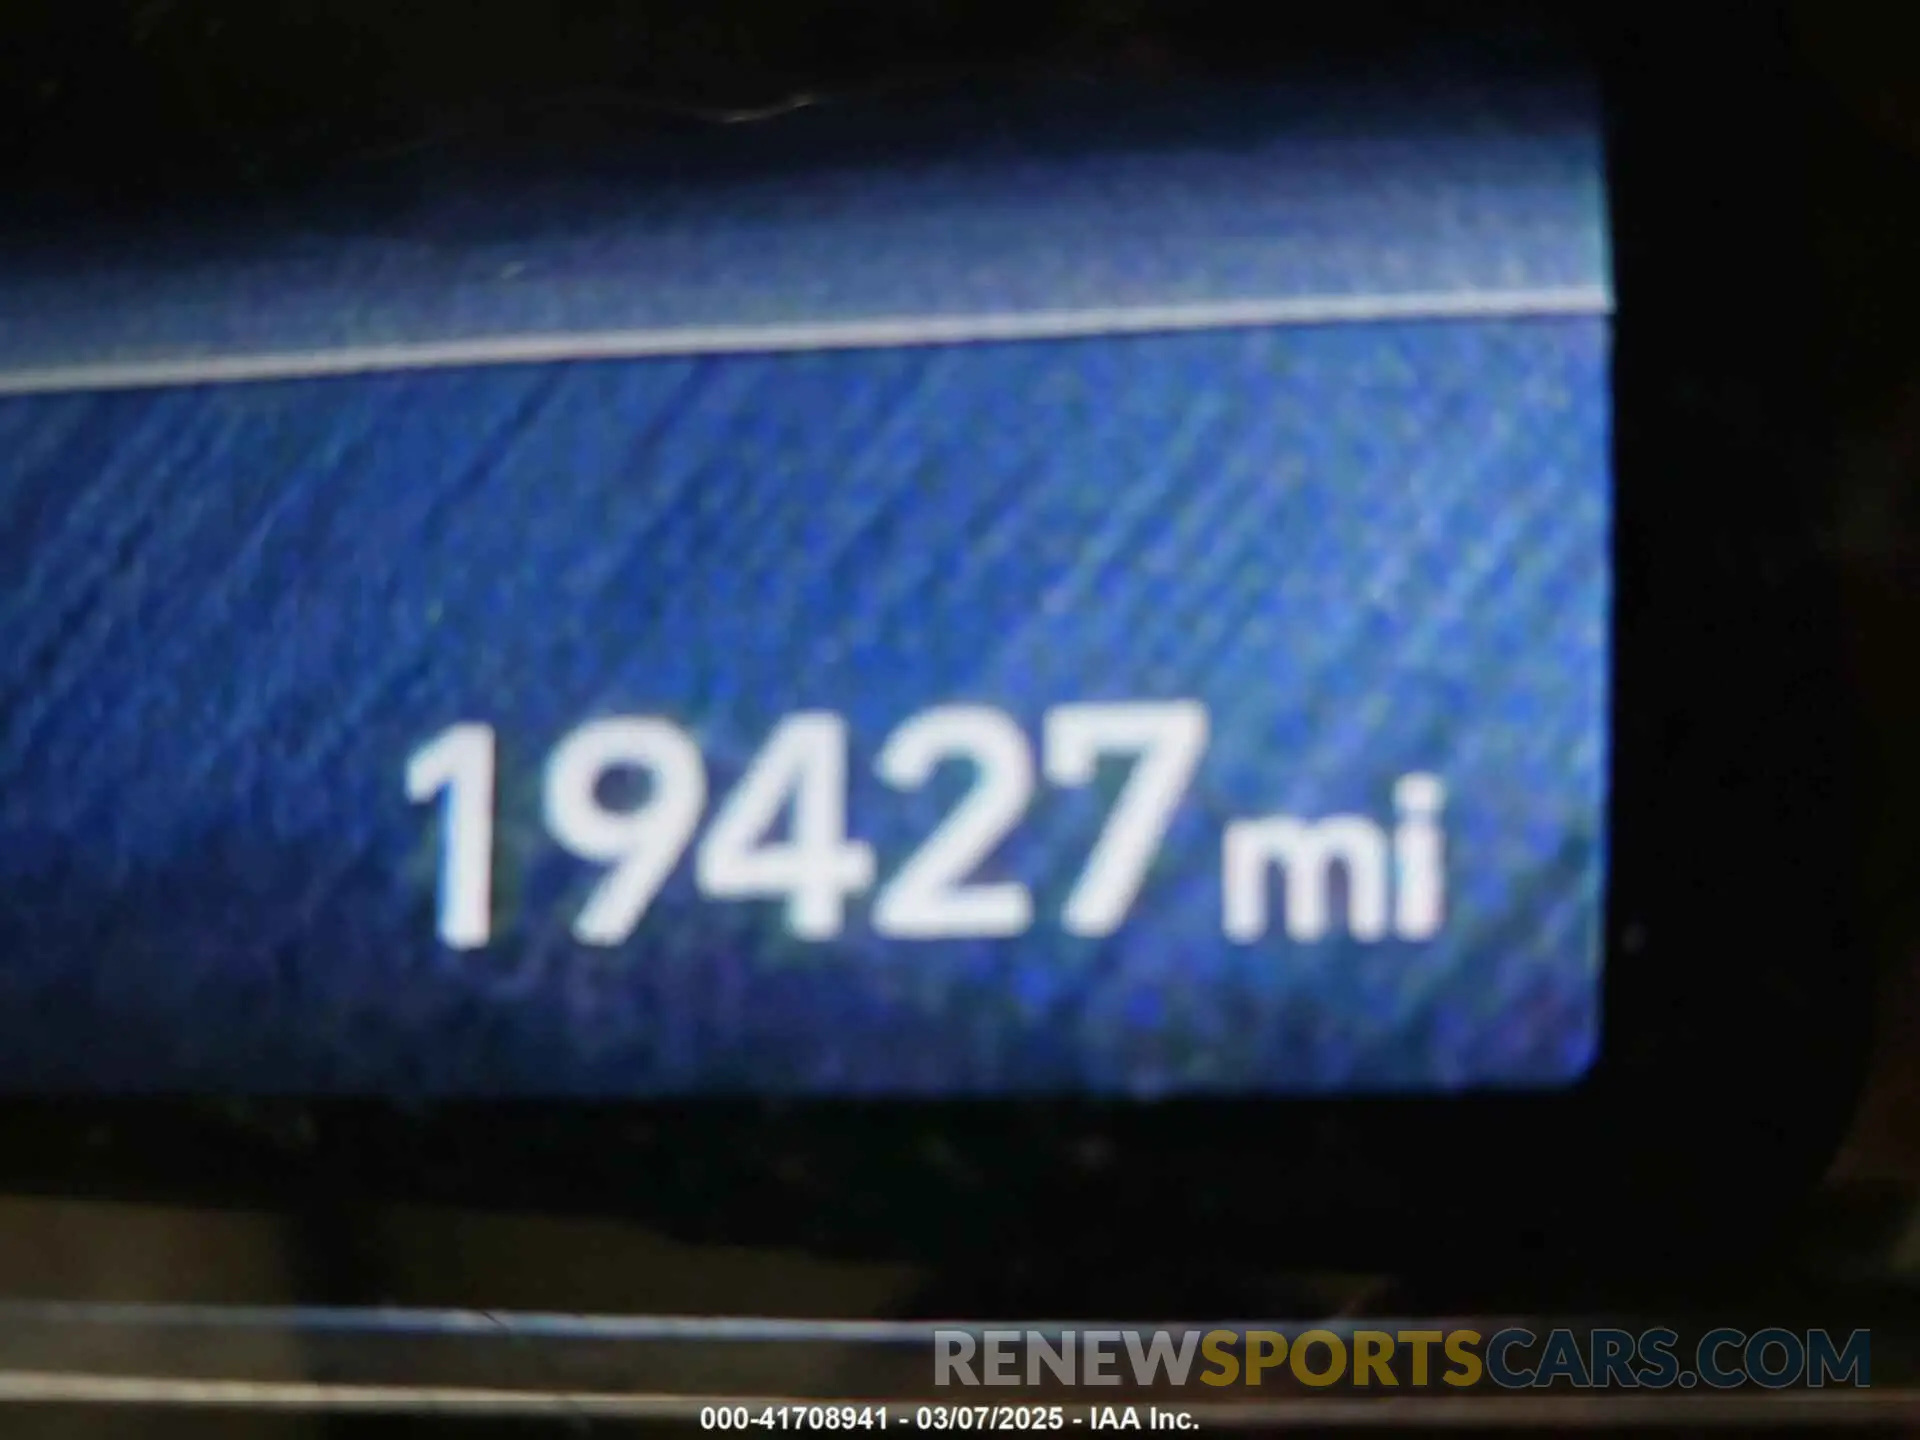 19427 mi
RENEWSPORTSCARS.COM
000-41708941 - 03/07/2025 - IAA Inc.